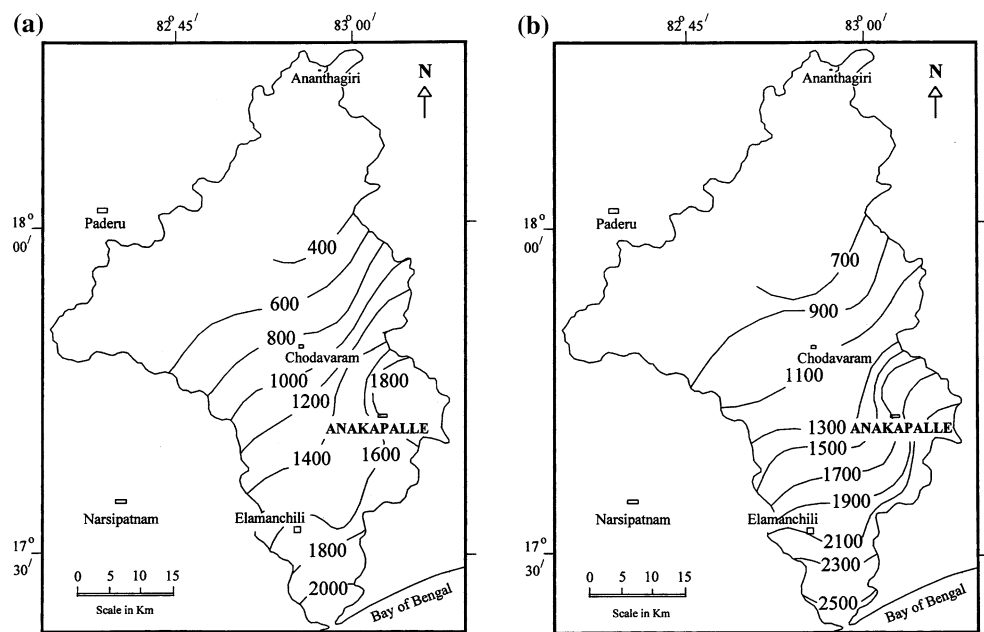 (a)
82° 45/
83° 00/
Ananthagiri
N
Paderu
18°
00/
400
600
800
Chodavaram
1000
1800
1200
ANAKAPALLE
1600
1400
Narsipatnam
Elamanchili
17°
30/
1800
2000
0 5 10 15
Scale in Km
Bay of Bengal
(b)
82° 45/
83° 00/
Ananthagiri
N
Paderu
18°
00/
700
900
Chodavaram
1100
1300
ANAKAPALLE
1500
1700
1900
Narsipatnam
Elamanchili
17°
30/
2100
2300
2500
0 5 10 15
Scale in Km
Bay of Bengal